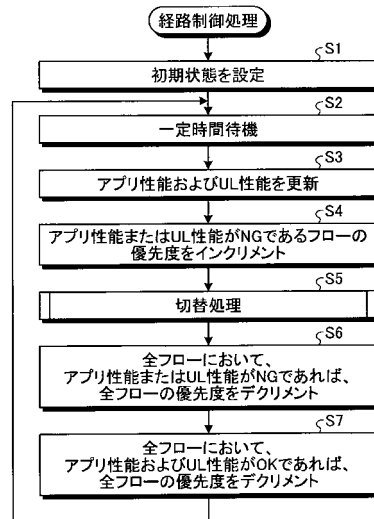 経路制御処理
S1
初期状態を設定
S2
一定時間待機
S3
アプリ性能およびUL性能を更新
S4
アプリ性能またはUL性能がNGであるフローの
優先度をインクリメント
S5
切替処理
S6
全フローにおいて、
アプリ性能またはUL性能がNGであれば、
全フローの優先度をデクリメント
S7
全フローにおいて、
アプリ性能およびUL性能がOKであれば、
全フローの優先度をデクリメント